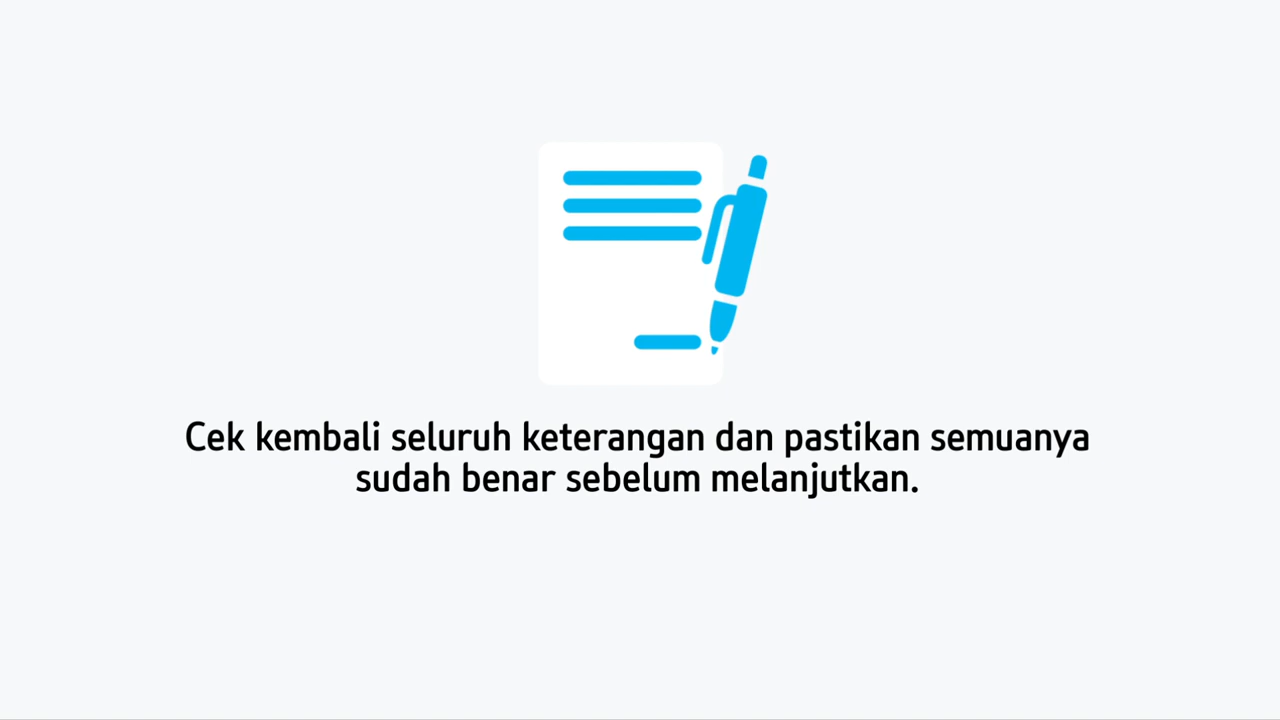 Cek kembali seluruh keterangan dan pastikan semuanya
sudah benar sebelum melanjutkan.